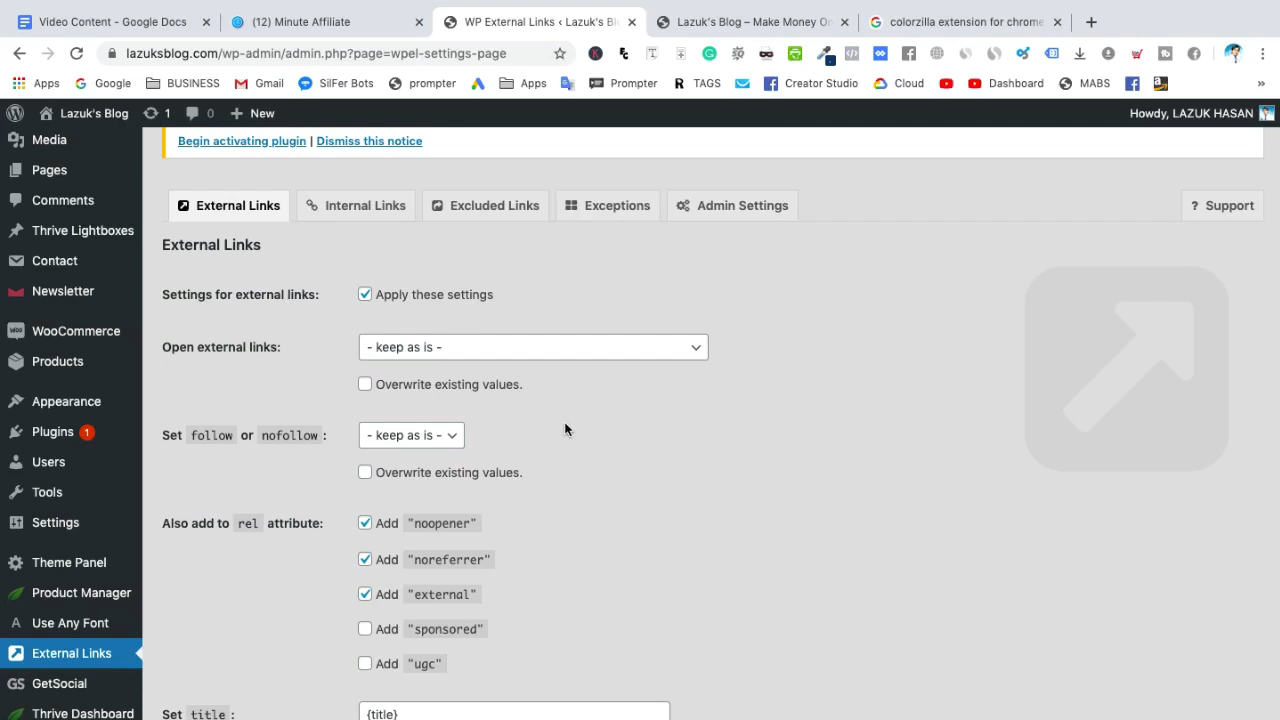 Video Content - Google Docs
(12) Minute Affiliate
WP External Links ‹ Lazuk's Bl
Lazuk's Blog – Make Money On
colorzilla extension for chrome
lazuksblog.com/wp-admin/admin.php?page=wpel-settings-page
Apps
Google
BUSINESS
Gmail
SilFer Bots
prompter
Apps
Prompter
TAGS
Creator Studio
Cloud
Dashboard
MABS
»
Lazuk's Blog
1
0
New
Howdy, LAZUK HASAN
Media
Pages
Comments
Thrive Lightboxes
Contact
Newsletter
WooCommerce
Products
Appearance
Plugins 1
Users
Tools
Settings
Theme Panel
Product Manager
Use Any Font
External Links
GS GetSocial
Thrive Dashboard
Begin activating plugin | Dismiss this notice
External Links
Internal Links
Excluded Links
Exceptions
Admin Settings
? Support
External Links
Settings for external links: Apply these settings
Open external links: - keep as is -
Overwrite existing values.
Set follow or nofollow : - keep as is -
Overwrite existing values.
Also add to rel attribute: Add "noopener"
Add "noreferrer"
Add "external"
Add "sponsored"
Add "ugc"
Set title : {title}